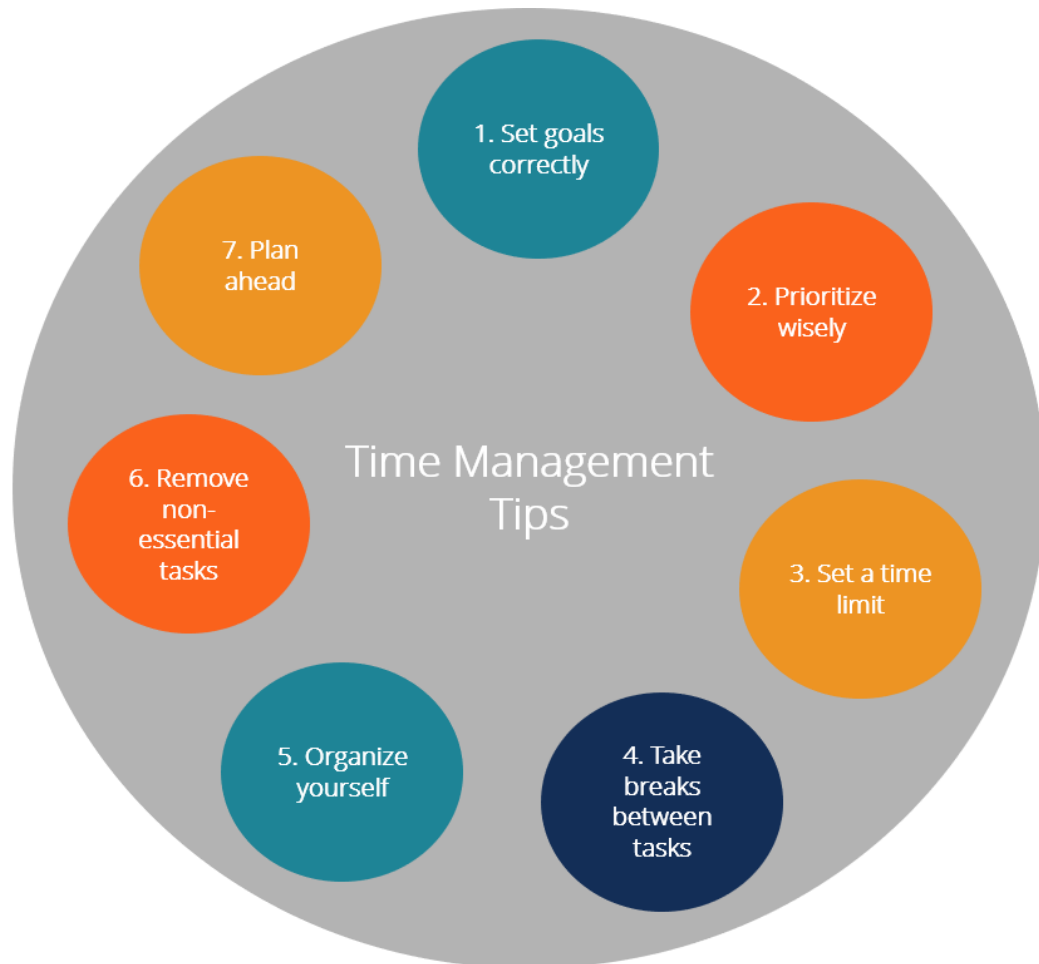 1. Set goals
correctly
2. Prioritize
wisely
3. Set a time
limit
4. Take
breaks
between
tasks
5. Organize
yourself
6. Remove
non-
essential
tasks
7. Plan
ahead
Time Management
Tips